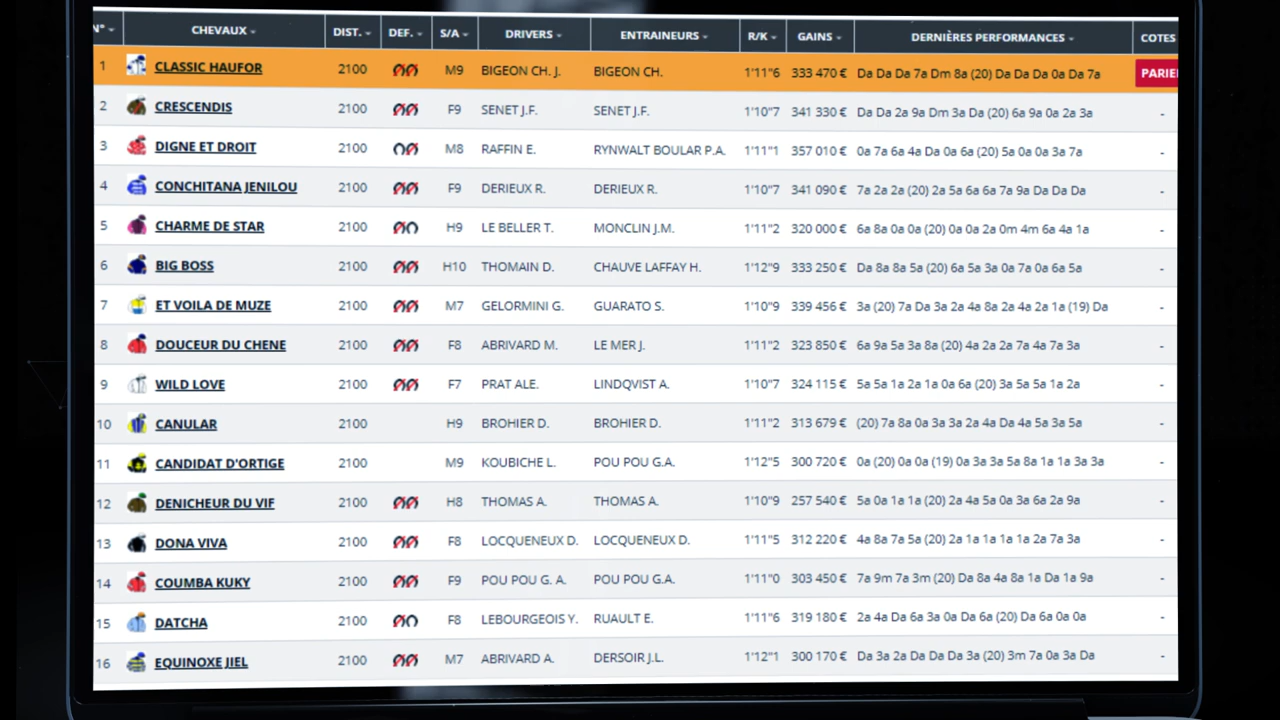 N° CHEVAUX DIST. DEF. S/A DRIVERS ENTRAINEURS R/K GAINS DERNIÈRES PERFORMANCES COTES
1 CLASSIC HAUFOR 2100 M9 BIGEON CH. J. BIGEON CH. 1'11"6 333 470 € Da Da Da 7a Dm 8a (20) Da Da Da 0a Da 7a PARIE
2 CRESCENDIS 2100 F9 SENET J.F. SENET J.F. 1'10"7 341 330 € Da Da 2a 9a Dm 3a Da (20) 6a 9a 0a 2a 3a -
3 DIGNE ET DROIT 2100 M8 RAFFIN E. RYNWALT BOULAR P.A. 1'11"1 357 010 € 0a 7a 6a 4a Da 0a 6a (20) 5a 0a 0a 3a 7a -
4 CONCHITANA JENILOU 2100 F9 DERIEUX R. DERIEUX R. 1'10"7 341 090 € 7a 2a 2a (20) 2a 5a 6a 6a 7a 9a Da Da Da -
5 CHARME DE STAR 2100 H9 LE BELLER T. MONCLIN J.M. 1'11"2 320 000 € 6a 8a 0a 0a (20) 0a 0a 2a 0m 4m 6a 4a 1a -
6 BIG BOSS 2100 H10 THOMAIN D. CHAUVE LAFFAY H. 1'12"9 333 250 € Da 8a 8a 5a (20) 6a 5a 3a 0a 7a 0a 6a 5a -
7 ET VOILA DE MUZE 2100 M7 GELORMINI G. GUARATO S. 1'10"9 339 456 € 3a (20) 7a Da 3a 2a 4a 8a 2a 4a 2a 1a (19) Da -
8 DOUCEUR DU CHENE 2100 F8 ABRIVARD M. LE MER J. 1'11"2 323 850 € 6a 9a 5a 3a 8a (20) 4a 2a 2a 7a 4a 7a 3a -
9 WILD LOVE 2100 F7 PRAT ALE. LINDQVIST A. 1'10"7 324 115 € 5a 5a 1a 2a 1a 0a 6a (20) 3a 5a 5a 1a 2a -
10 CANULAR 2100 H9 BROHIER D. BROHIER D. 1'11"2 313 679 € (20) 7a 8a 0a 3a 3a 2a 4a Da 4a 5a 3a 5a -
11 CANDIDAT D'ORTIGE 2100 M9 KOUBICHE L. POU POU G.A. 1'12"5 300 720 € 0a (20) 0a 0a (19) 0a 3a 3a 5a 8a 1a 1a 3a 3a -
12 DENICHEUR DU VIF 2100 H8 THOMAS A. THOMAS A. 1'10"9 257 540 € 5a 0a 1a 1a (20) 2a 4a 5a 0a 3a 6a 2a 9a -
13 DONA VIVA 2100 F8 LOCQUENEUX D. LOCQUENEUX D. 1'11"5 312 220 € 4a 8a 7a 5a (20) 2a 1a 1a 1a 1a 2a 7a 3a -
14 COUMBA KUKY 2100 F9 POU POU G. A. POU POU G.A. 1'11"0 303 450 € 7a 9m 7a 3m (20) Da 8a 4a 8a 1a Da 1a 9a -
15 DATCHA 2100 F8 LEBOURGEOIS Y. RUAULT E. 1'11"6 319 180 € 2a 4a Da 6a 3a 0a Da 6a (20) Da 6a 0a 0a -
16 EQUINOXE JIEL 2100 M7 ABRIVARD A. DERSOIR J.L. 1'12"1 300 170 € Da 3a 2a Da Da Da 3a (20) 3m 7a 0a 3a Da -